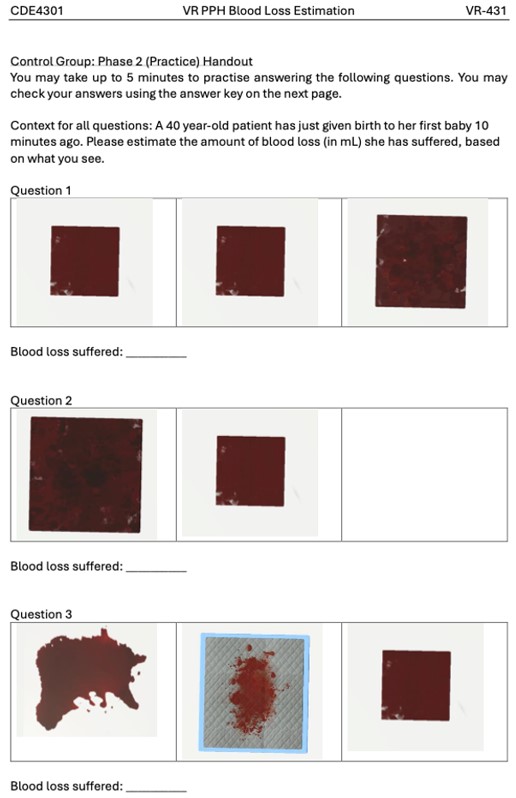 CDE4301 VR PPH Blood Loss Estimation VR-431
Control Group: Phase 2 (Practice) Handout
You may take up to 5 minutes to practise answering the following questions. You may
check your answers using the answer key on the next page.
Context for all questions: A 40 year-old patient has just given birth to her first baby 10
minutes ago. Please estimate the amount of blood loss (in mL) she has suffered, based
on what you see.
Question 1
Blood loss suffered: __________
Question 2
Blood loss suffered: __________
Question 3
Blood loss suffered: __________